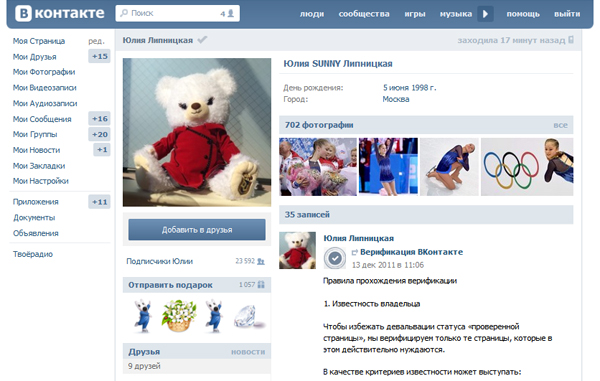 В контакте
Поиск
4
люди сообщества игры музыка помощь выйти
Моя Страница ред.
Мои Друзья +15
Мои Фотографии
Мои Видеозаписи
Мои Аудиозаписи
Мои Сообщения +16
Мои Группы +20
Мои Новости +1
Мои Закладки
Мои Настройки
Приложения +11
Документы
Объявления
Твоёрадио
Юлия Липницкая
заходила 17 минут назад
Добавить в друзья
Подписчики Юлии 23 592
Отправить подарок 1 057
Друзья новости
9 друзей
Юлия SUNNY Липницкая
День рождения: 5 июня 1998 г.
Город: Москва
702 фотографии все
35 записей
Юлия Липницкая
Верификация ВКонтакте
13 дек 2011 в 11:06
Правила прохождения верификации
1. Известность владельца
Чтобы избежать девальвации статуса «проверенной
страницы», мы верифицируем только те страницы, которые в
этом действительно нуждаются.
В качестве критериев известности может выступать: